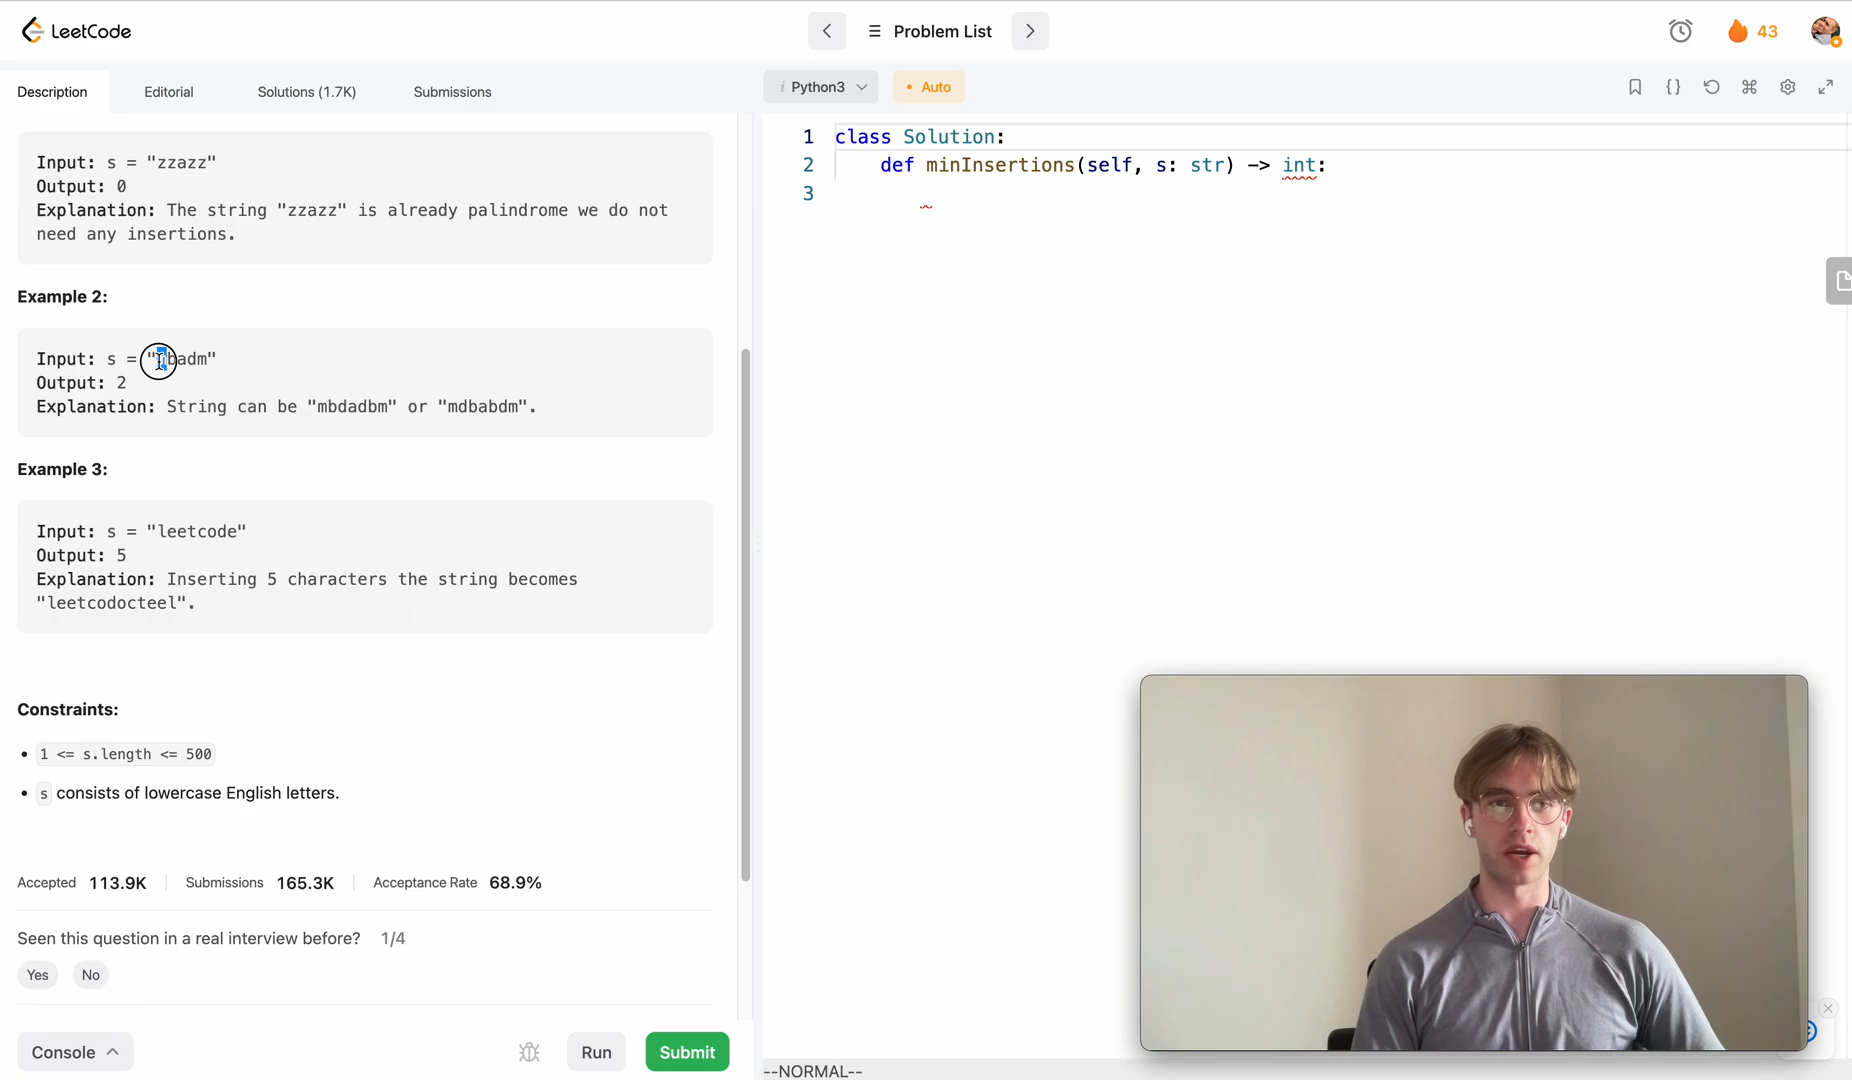 LeetCode
Problem List
43
Description
Editorial
Solutions (1.7K)
Submissions
i Python3
• Auto
Input: s = "zzazz"
Output: 0
Explanation: The string "zzazz" is already palindrome we do not
need any insertions.
Example 2:
Input: s = "mbadm"
Output: 2
Explanation: String can be "mbdadbm" or "mdbabdm".
Example 3:
Input: s = "leetcode"
Output: 5
Explanation: Inserting 5 characters the string becomes
"leetcodocteel".
Constraints:
• 1 <= s.length <= 500
• s consists of lowercase English letters.
Accepted 113.9K
Submissions 165.3K
Acceptance Rate 68.9%
Seen this question in a real interview before? 1/4
Yes
No
Console
Run
Submit
{}
1 class Solution:
2 def minInsertions(self, s: str) -> int:
3
--NORMAL--